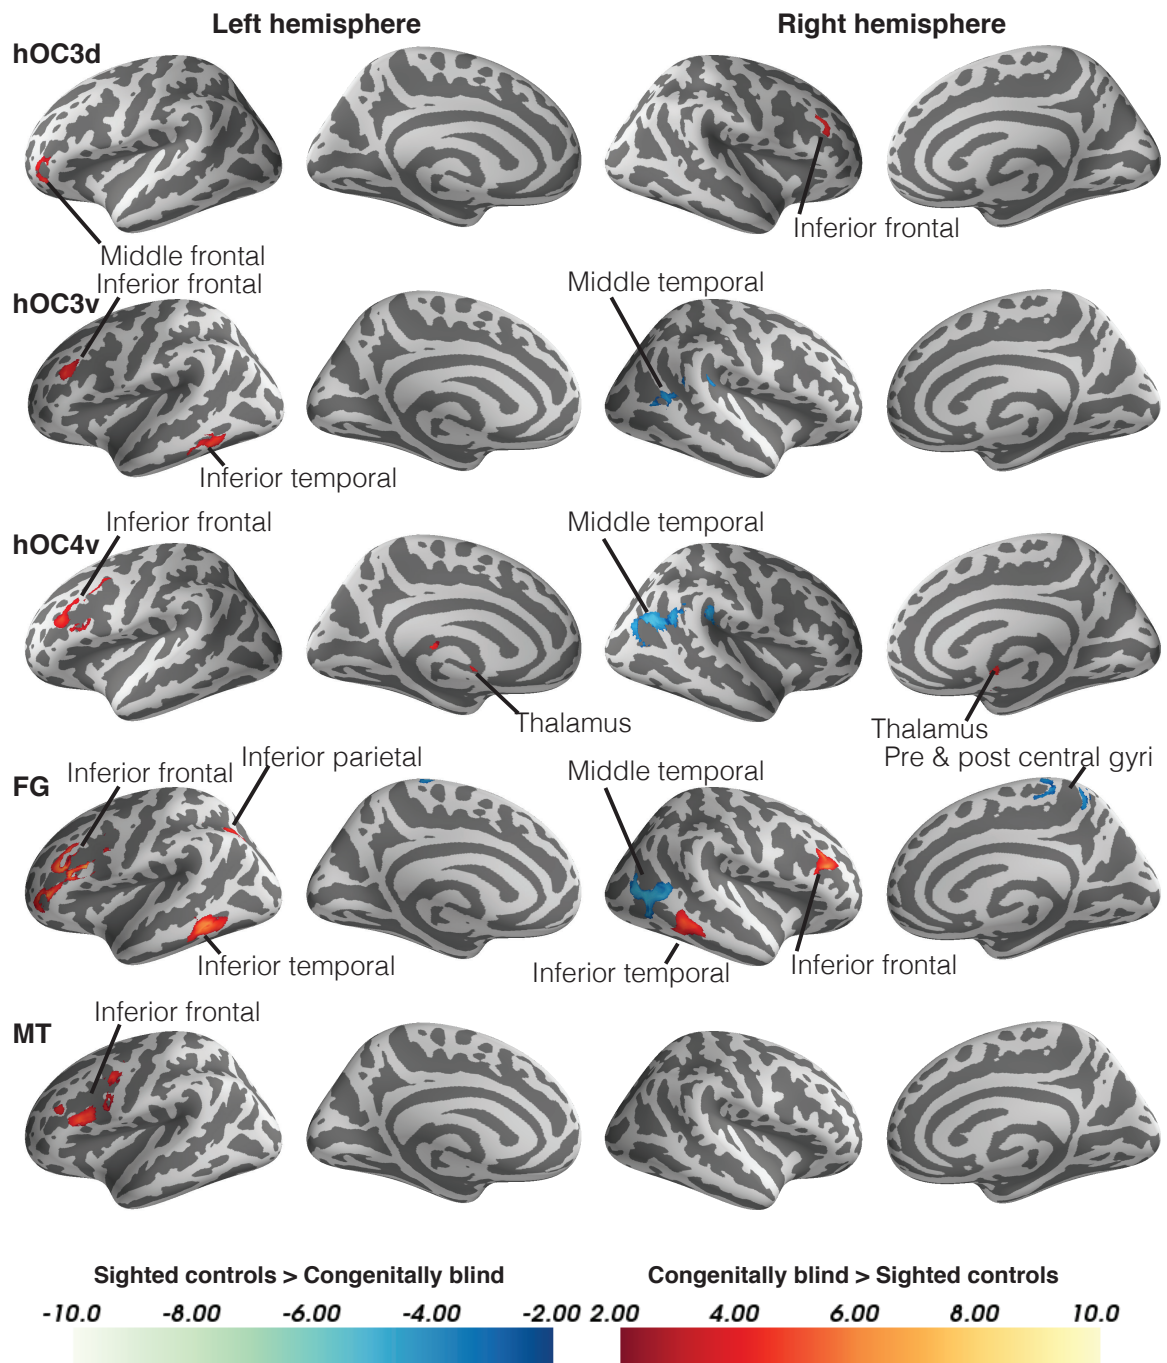 Left hemisphere
Right hemisphere
hOC3d
Inferior frontal
Middle frontal
Inferior frontal
Middle temporal
hOC3v
Inferior temporal
Inferior frontal
Middle temporal
hOC4v
Thalamus
Thalamus
Pre & post central gyri
Inferior parietal
Inferior frontal
Middle temporal
FG
Inferior temporal
Inferior temporal
Inferior frontal
Inferior frontal
MT
Sighted controls > Congenitally blind
Congenitally blind > Sighted controls
-10.0 -8.00 -6.00 -4.00 -2.00
2.00 4.00 6.00 8.00 10.0